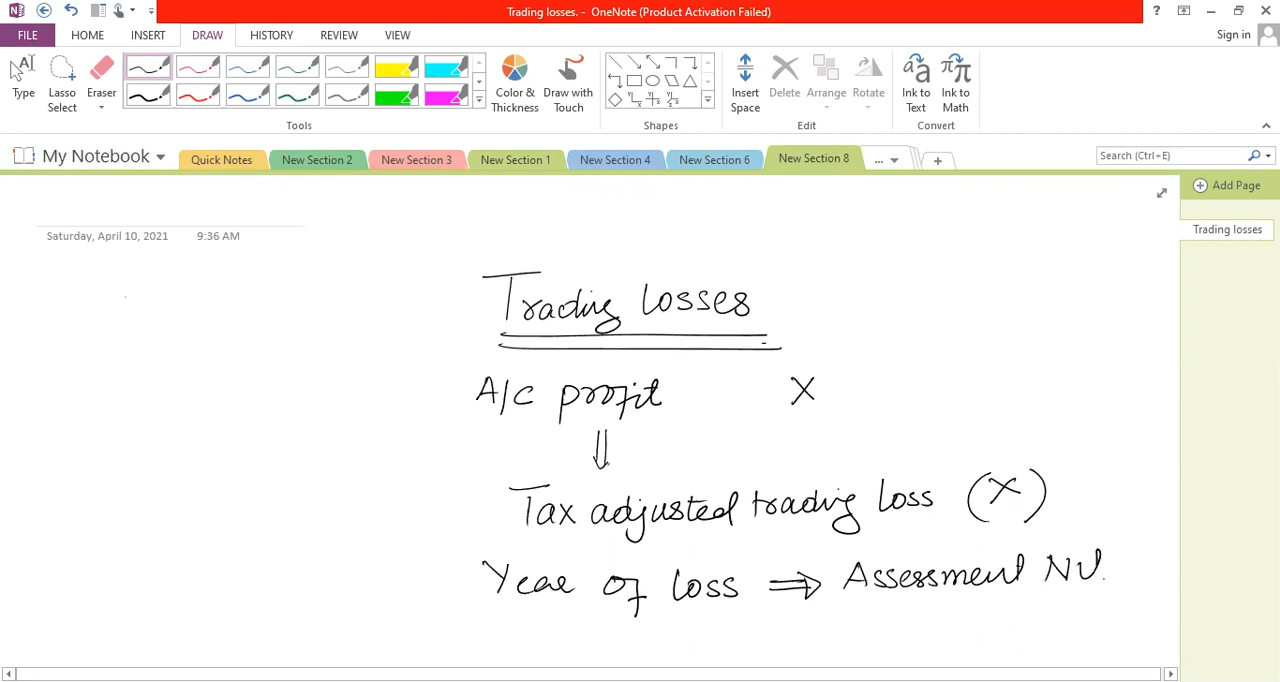 Trading losses. - OneNote (Product Activation Failed)
Sign in
FILE HOME INSERT DRAW HISTORY REVIEW VIEW
Type
Lasso Select
Eraser
Color & Thickness
Draw with Touch
Insert Space
Delete
Arrange
Rotate
Ink to Text
Ink to Math
Tools
Shapes
Edit
Convert
My Notebook
Quick Notes New Section 2 New Section 3 New Section 1 New Section 4 New Section 6 New Section 8 ...
Search (Ctrl+E)
Add Page
Trading losses
Saturday, April 10, 2021 9:36 AM
Trading losses
A/C profit X
⇓
Tax adjusted trading loss (X)
Year of loss ⇒ Assessment